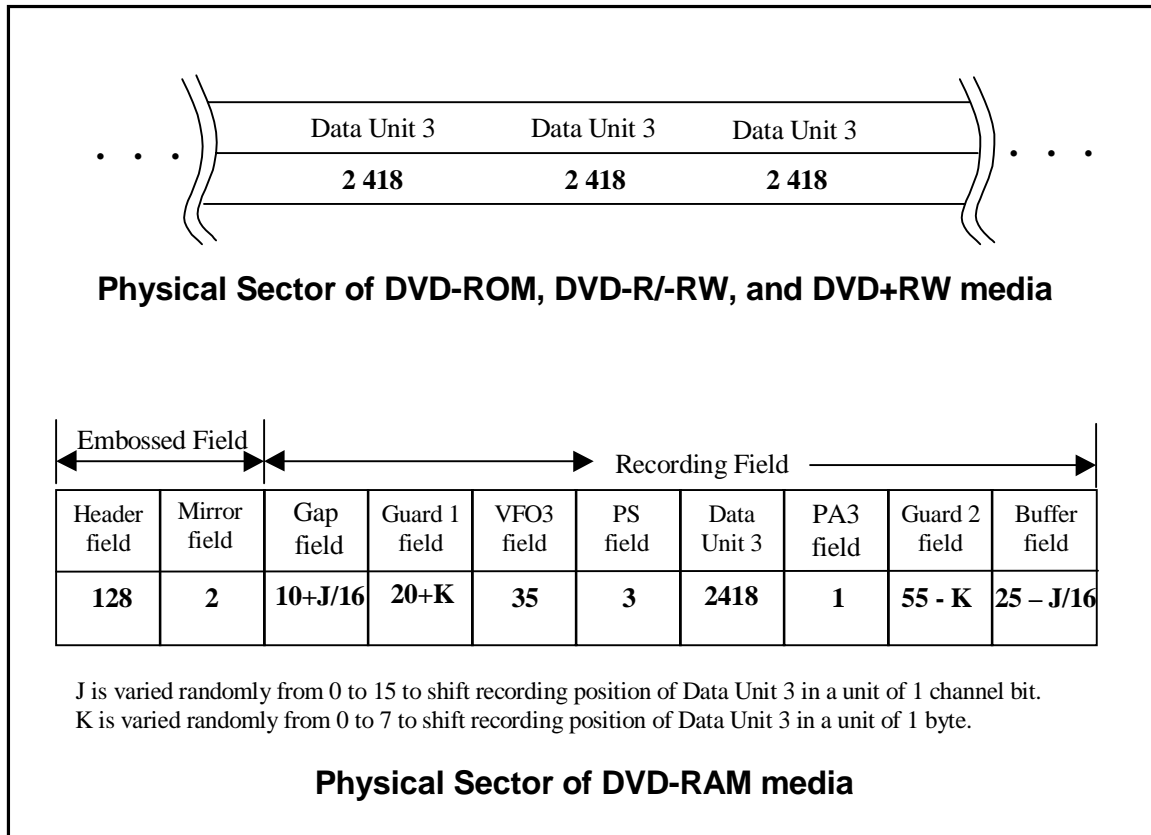 Data Unit 3 Data Unit 3 Data Unit 3
. . . . . .
2 418 2 418 2 418
Physical Sector of DVD-ROM, DVD-R/-RW, and DVD+RW media
Embossed Field Recording Field
Header field Mirror field Gap field Guard 1 field VFO3 field PS field Data Unit 3 PA3 field Guard 2 field Buffer field
128 2 10+J/16 20+K 35 3 2418 1 55 - K 25 – J/16
J is varied randomly from 0 to 15 to shift recording position of Data Unit 3 in a unit of 1 channel bit.
K is varied randomly from 0 to 7 to shift recording position of Data Unit 3 in a unit of 1 byte.
Physical Sector of DVD-RAM media